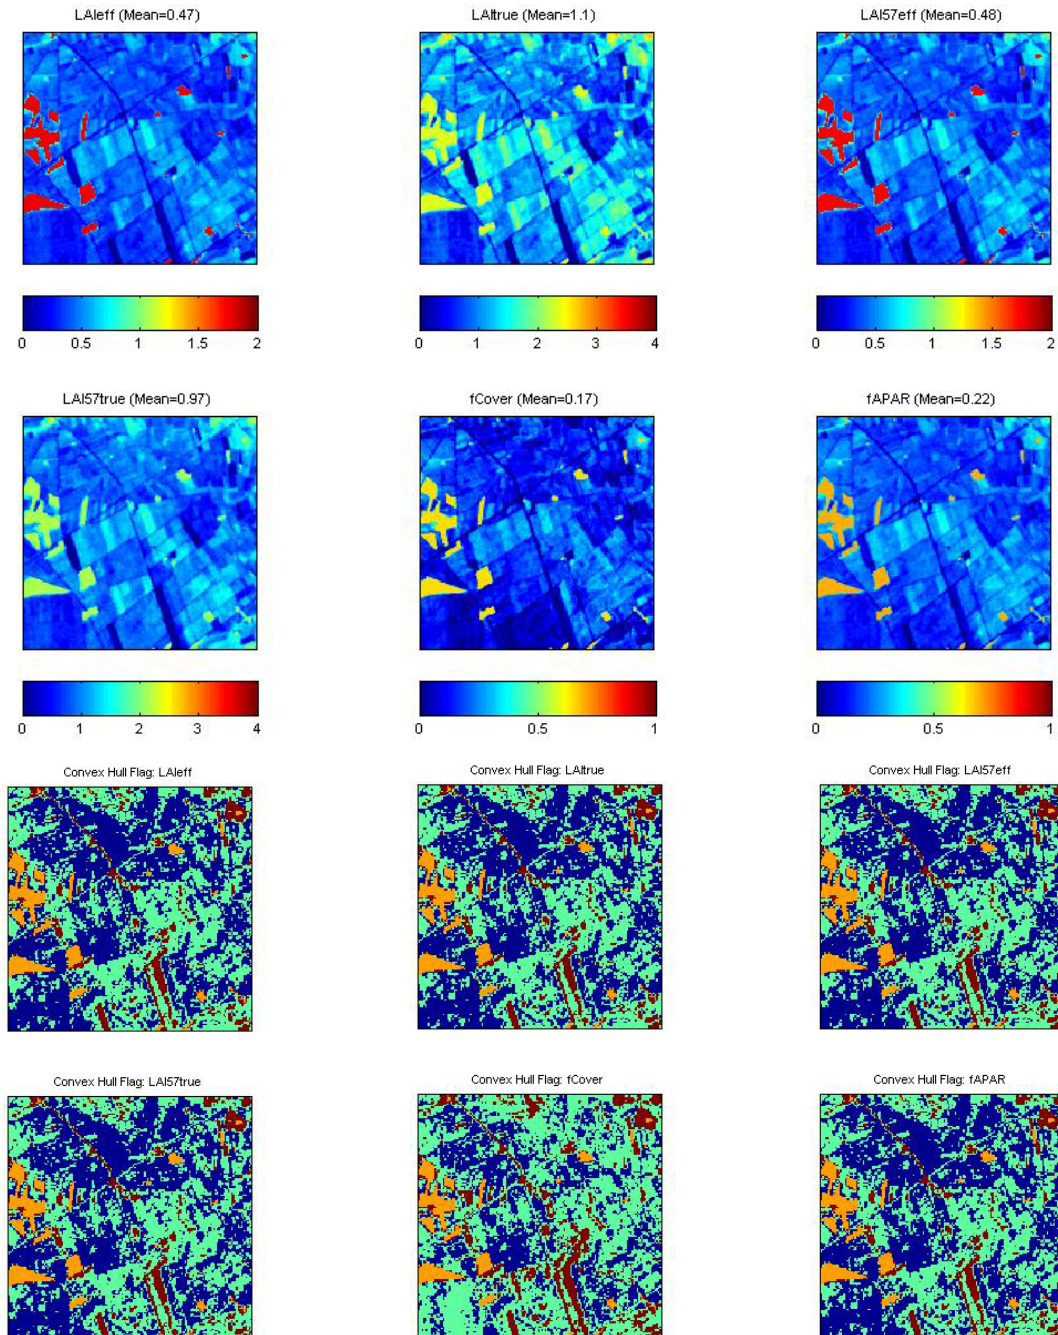 LAIeff (Mean=0.47) LAItrue (Mean=1.1) LAI57eff (Mean=0.48)
0 0.5 1 1.5 2 0 1 2 3 4 0 0.5 1 1.5 2
LAI57true (Mean=0.97) fCover (Mean=0.17) fAPAR (Mean=0.22)
0 1 2 3 4 0 0.5 1 0 0.5 1
Convex Hull Flag: LAIeff Convex Hull Flag: LAItrue Convex Hull Flag: LAI57eff
Convex Hull Flag: LAI57true Convex Hull Flag: fCover Convex Hull Flag: fAPAR